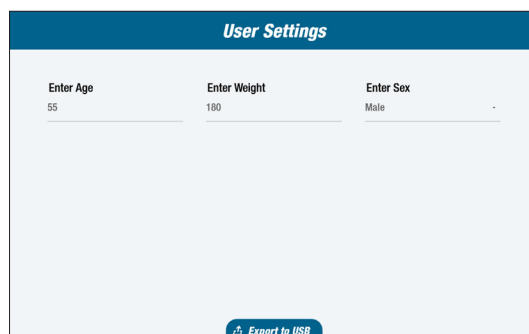 User Settings
Enter Age
Enter Weight
Enter Sex
55
180
Male
Export to USB